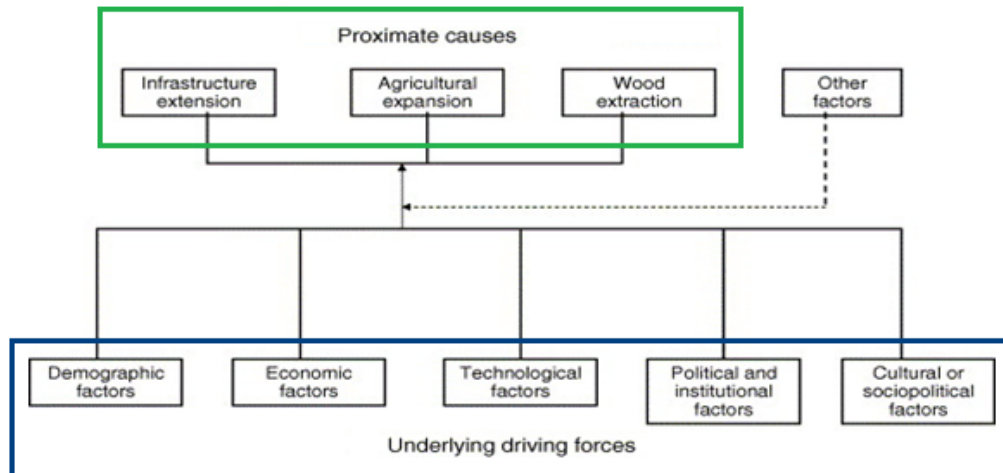 Proximate causes
Infrastructure
extension
Agricultural
expansion
Wood
extraction
Other
factors
Demographic
factors
Economic
factors
Technological
factors
Political and
institutional
factors
Cultural or
sociopolitical
factors
Underlying driving forces